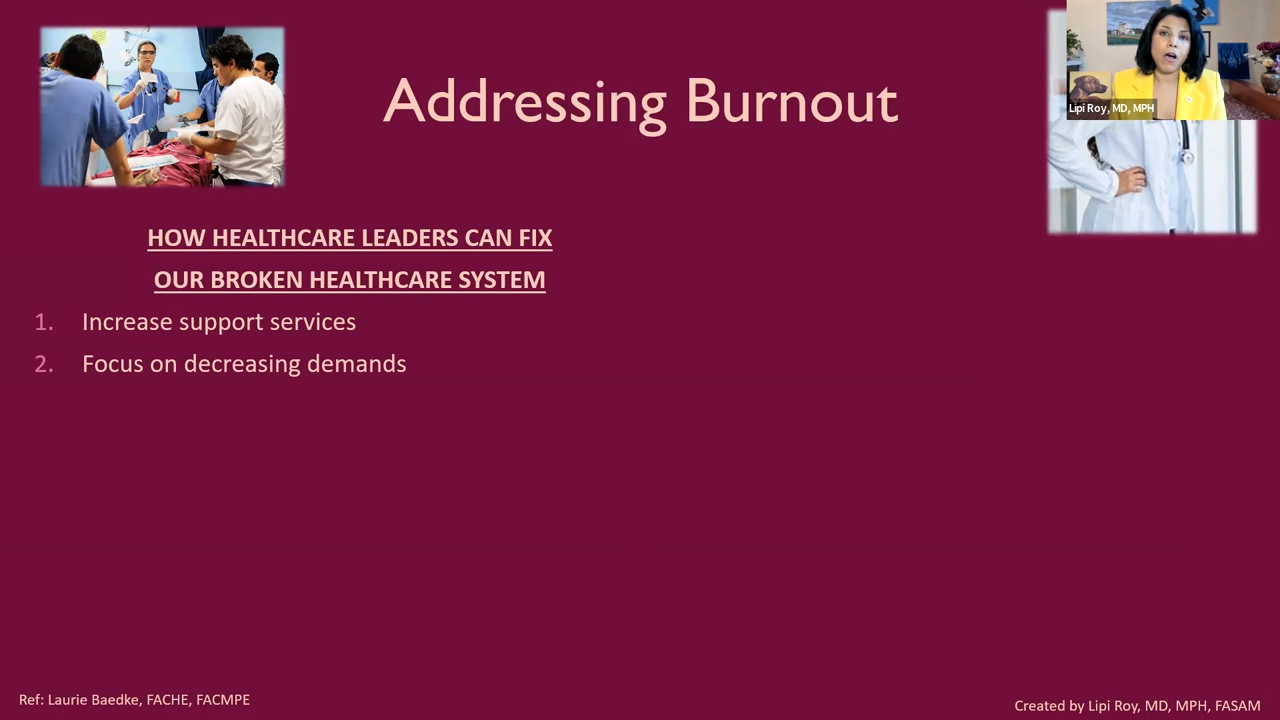 Addressing Burnout
Lipi Roy, MD, MPH
HOW HEALTHCARE LEADERS CAN FIX
OUR BROKEN HEALTHCARE SYSTEM
1. Increase support services
2. Focus on decreasing demands
Ref: Laurie Baedke, FACHE, FACMPE
Created by Lipi Roy, MD, MPH, FASAM